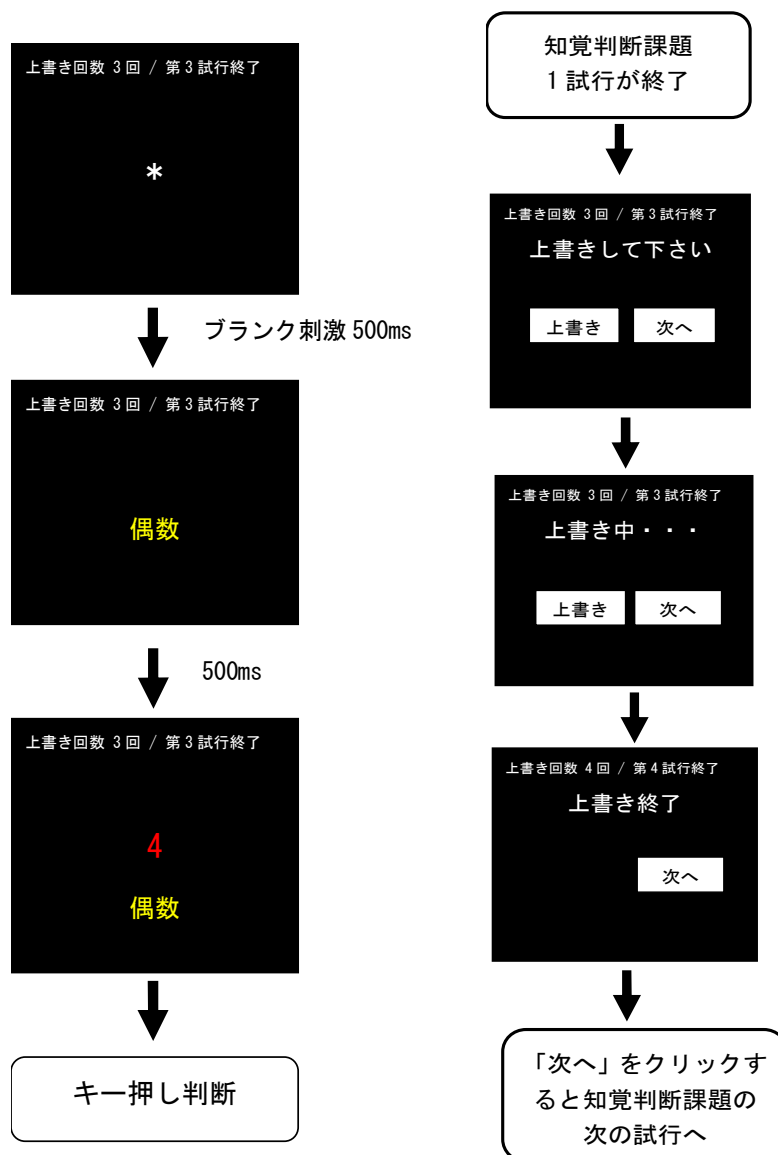 上書き回数 3回 / 第3試行終了
*
ブランク刺激 500ms
上書き回数 3回 / 第3試行終了
偶数
500ms
上書き回数 3回 / 第3試行終了
4
偶数
キー押し判断
知覚判断課題
1試行が終了
上書き回数 3回 / 第3試行終了
上書きして下さい
上書き 次へ
上書き回数 3回 / 第3試行終了
上書き中・・・
上書き 次へ
上書き回数 4回 / 第4試行終了
上書き終了
次へ
「次へ」をクリックす
ると知覚判断課題の
次の試行へ